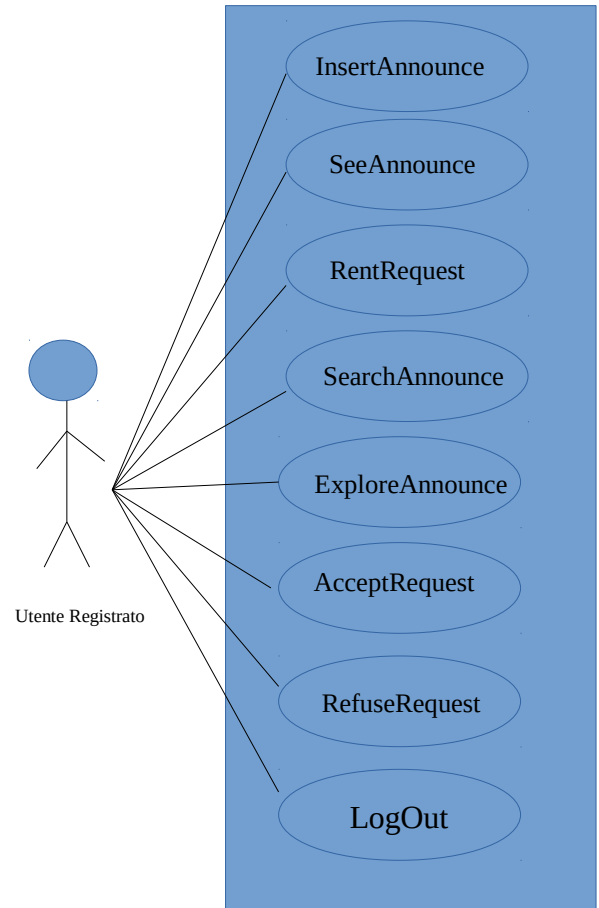 InsertAnnounce
SeeAnnounce
RentRequest
SearchAnnounce
ExploreAnnounce
AcceptRequest
Utente Registrato
RefuseRequest
LogOut